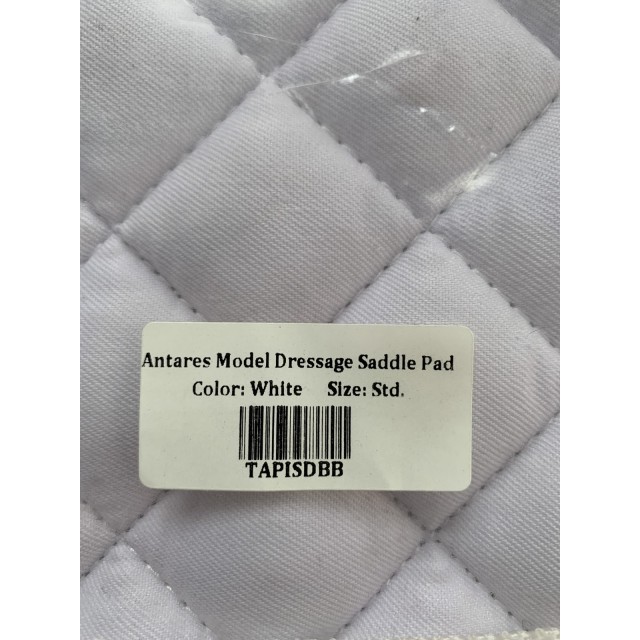 Antares Model Dressage Saddle Pad
Color: White Size: Std.
TAPISDBB